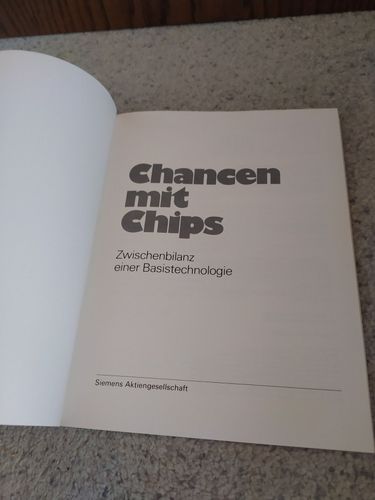 Chancen
mit
Chips
Zwischenbilanz
einer Basistechnologie
Siemens Aktiengesellschaft